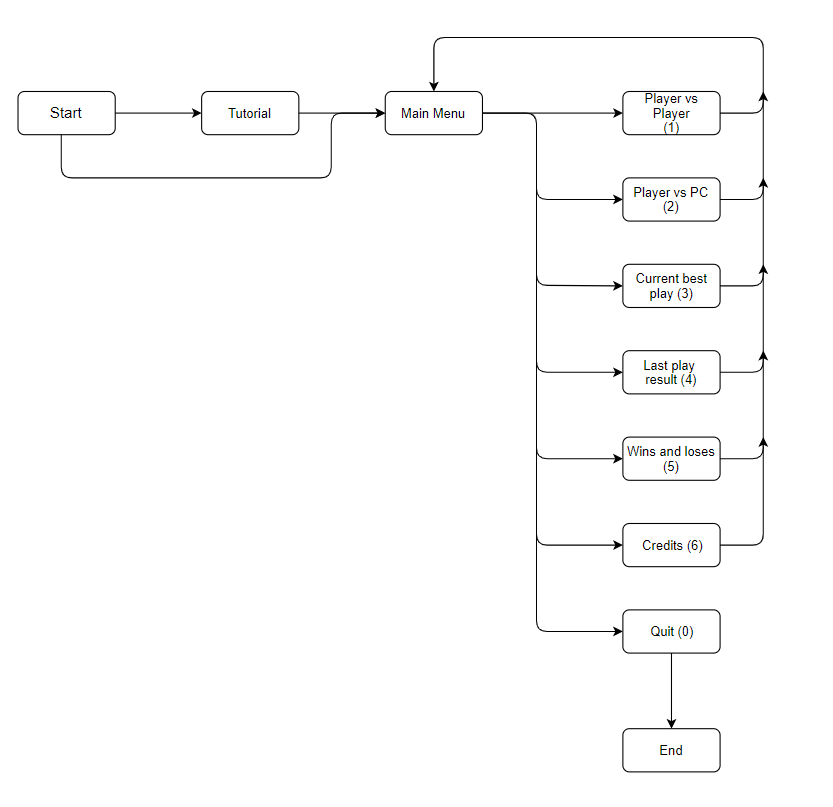 Start
Tutorial
Main Menu
Player vs
Player
(1)
Player vs PC
(2)
Current best
play (3)
Last play
result (4)
Wins and loses
(5)
Credits (6)
Quit (0)
End